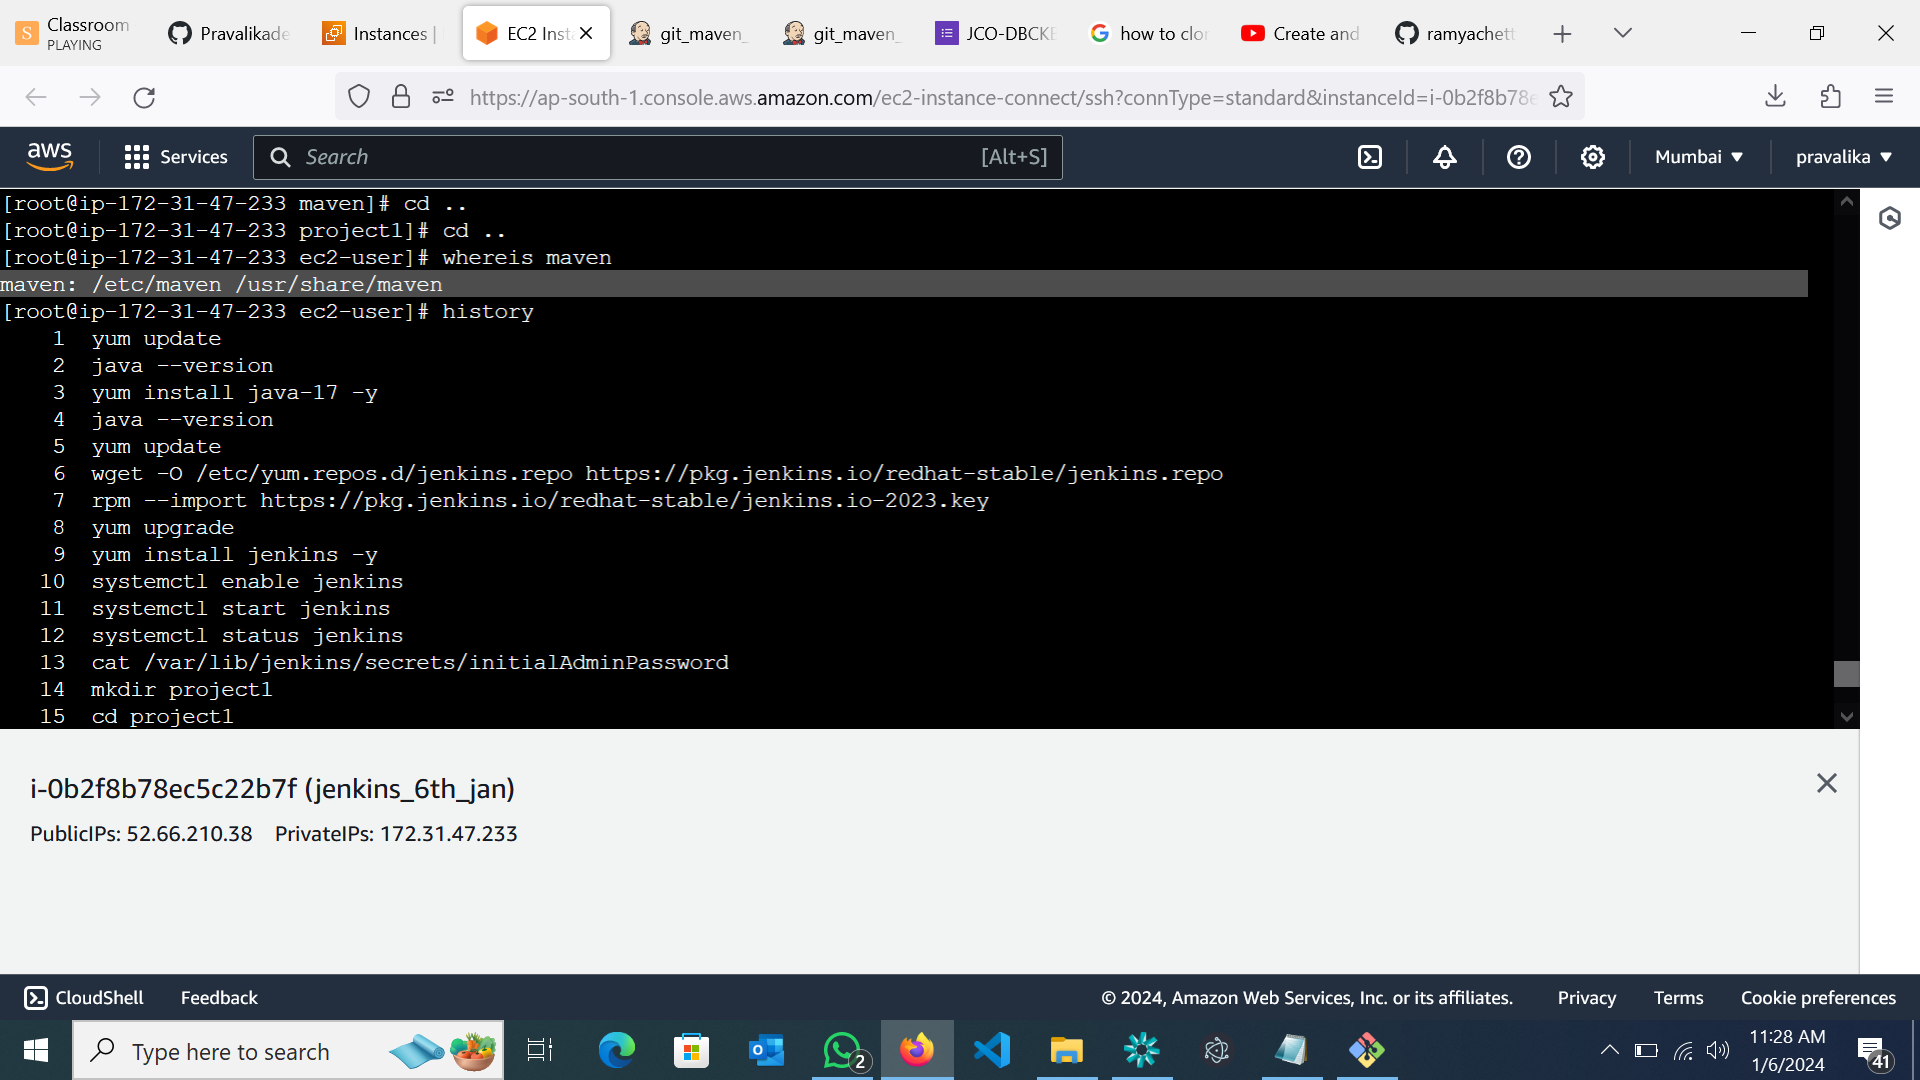 Classroom
PLAYING
Pravalikade
Instances |
EC2 Inst
git_maven_
git_maven_
JCO-DBCKE
how to clo
Create and
ramyachett
https://ap-south-1.console.aws.amazon.com/ec2-instance-connect/ssh?connType=standard&instanceId=i-0b2f8b78e
aws
Services
Search
[Alt+S]
Mumbai
pravalika
[root@ip-172-31-47-233 maven]# cd ..
[root@ip-172-31-47-233 project1]# cd ..
[root@ip-172-31-47-233 ec2-user]# whereis maven
maven: /etc/maven /usr/share/maven
[root@ip-172-31-47-233 ec2-user]# history
1 yum update
2 java --version
3 yum install java-17 -y
4 java --version
5 yum update
6 wget -O /etc/yum.repos.d/jenkins.repo https://pkg.jenkins.io/redhat-stable/jenkins.repo
7 rpm --import https://pkg.jenkins.io/redhat-stable/jenkins.io-2023.key
8 yum upgrade
9 yum install jenkins -y
10 systemctl enable jenkins
11 systemctl start jenkins
12 systemctl status jenkins
13 cat /var/lib/jenkins/secrets/initialAdminPassword
14 mkdir project1
15 cd project1
i-0b2f8b78ec5c22b7f (jenkins_6th_jan)
PublicIPs: 52.66.210.38 PrivateIPs: 172.31.47.233
CloudShell
Feedback
© 2024, Amazon Web Services, Inc. or its affiliates.
Privacy
Terms
Cookie preferences
Type here to search
2
11:28 AM
1/6/2024
41